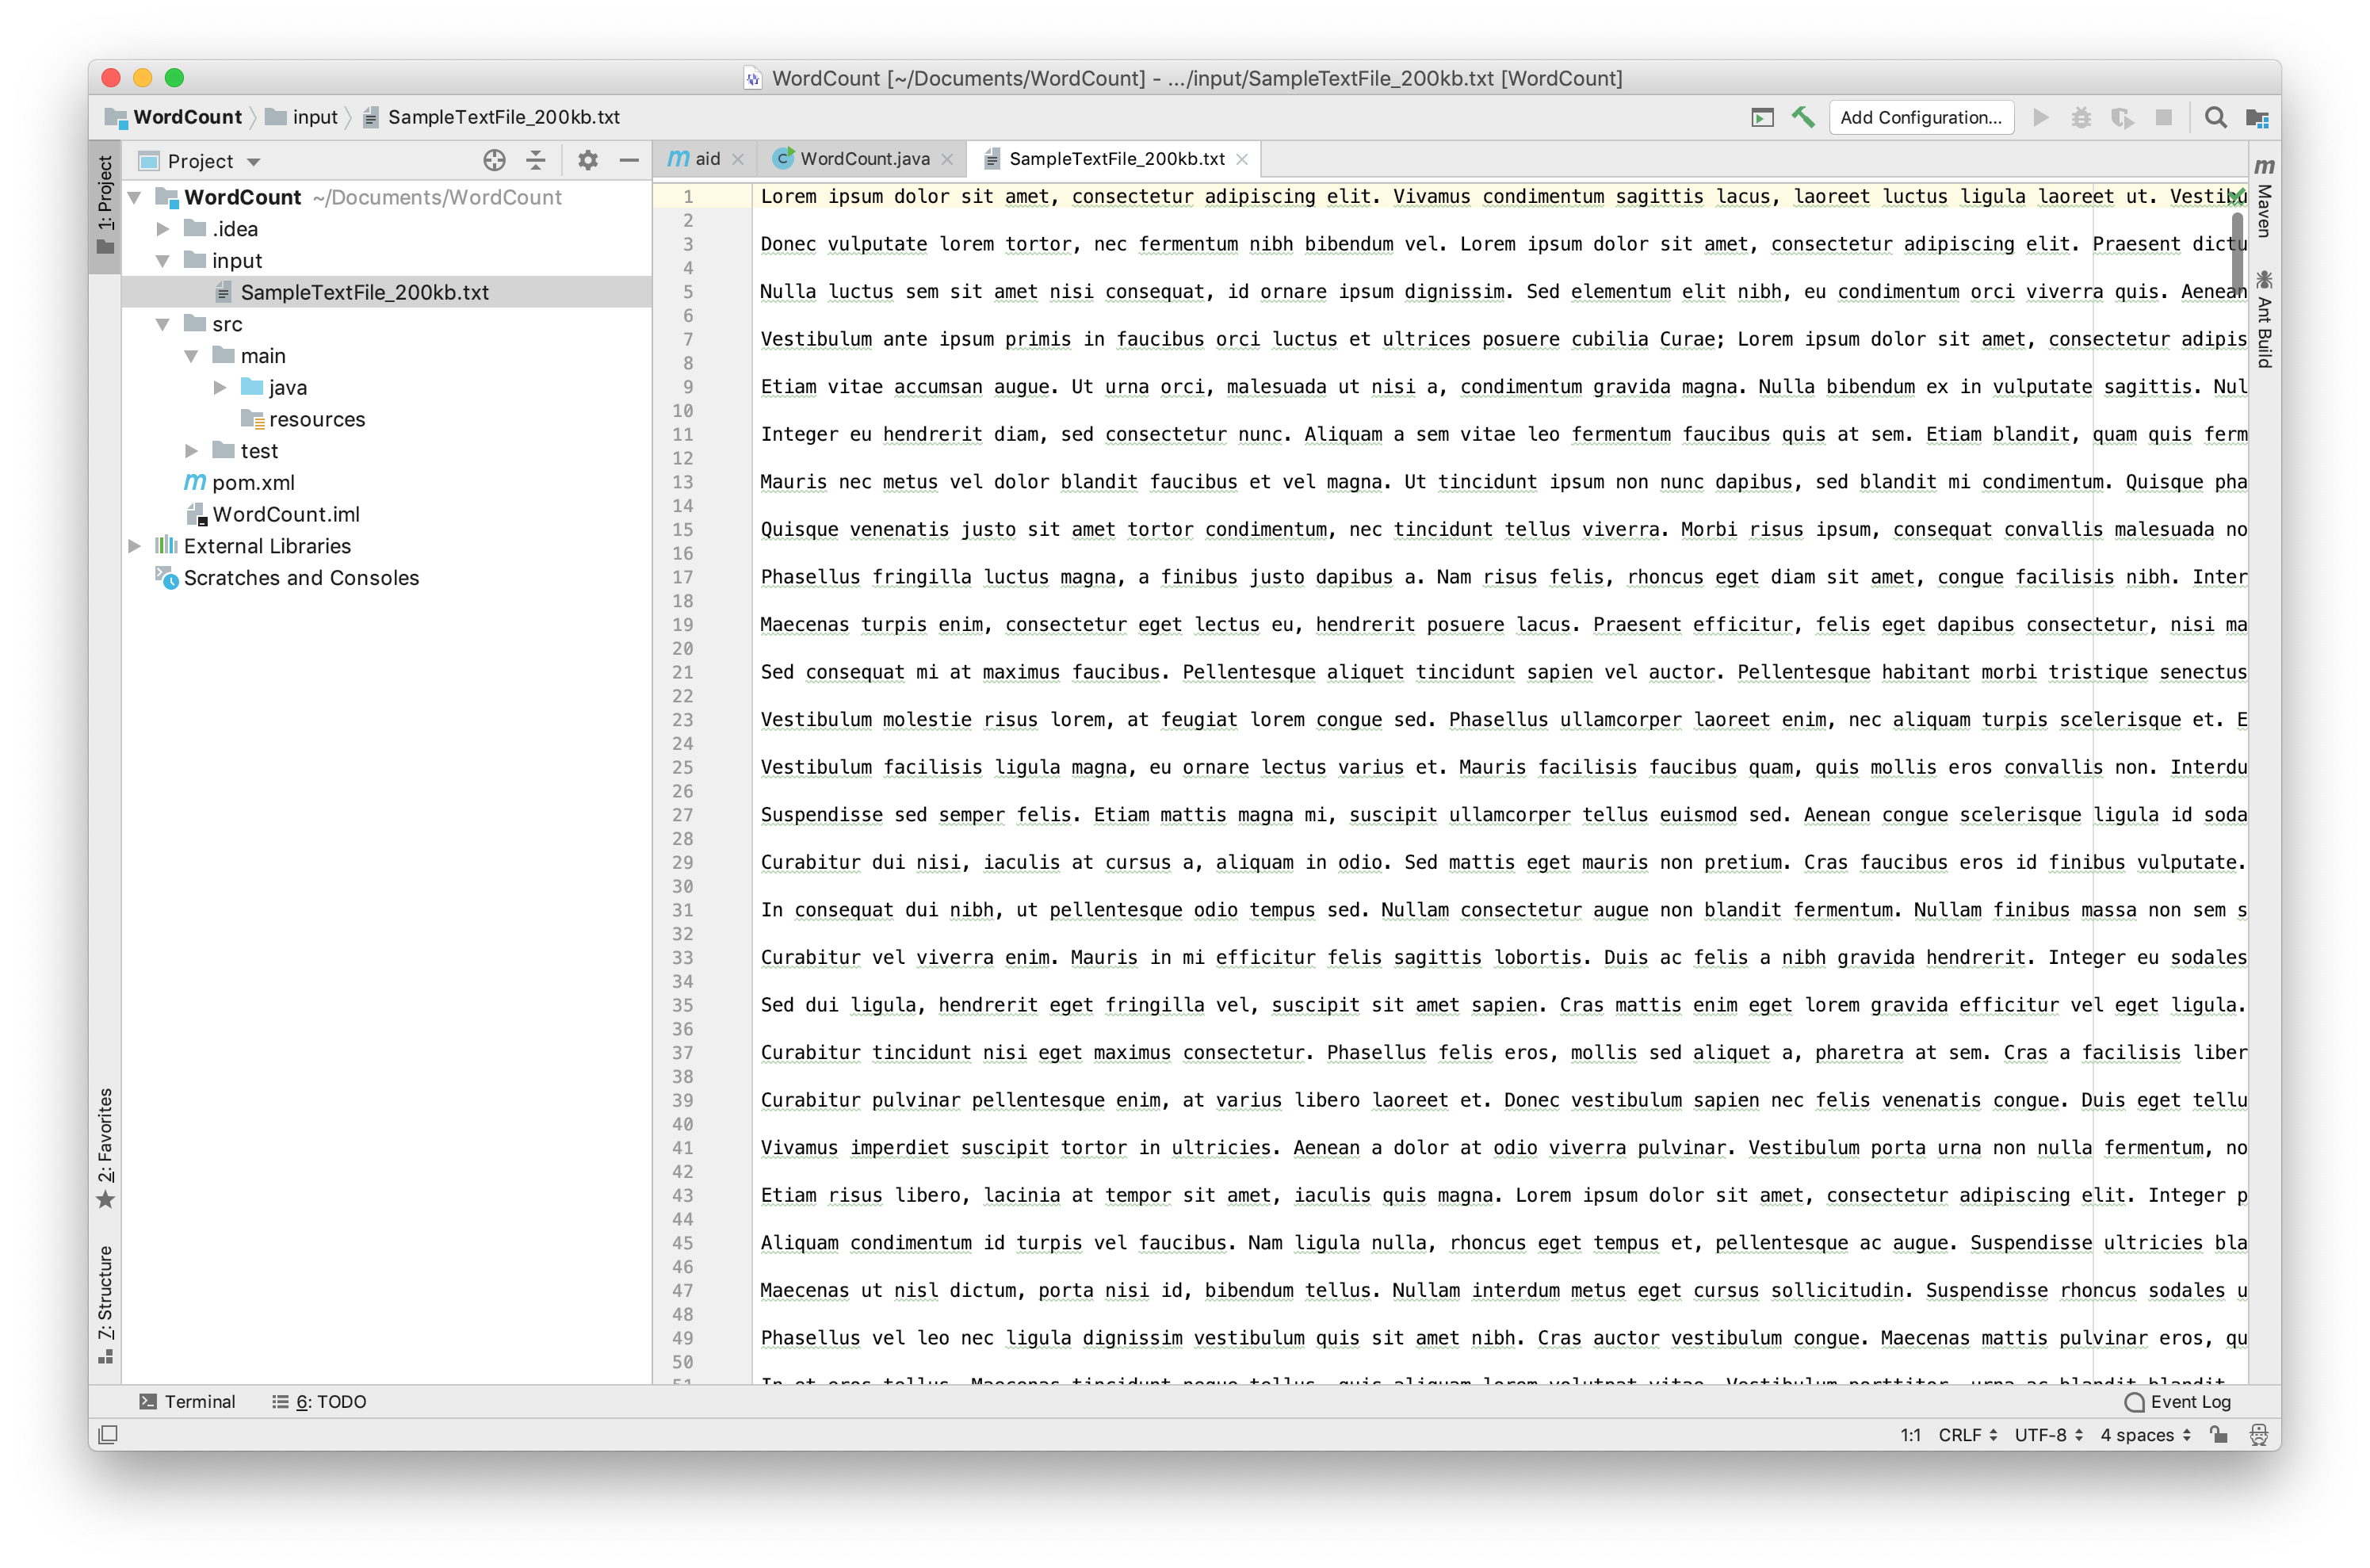 WordCount [~/Documents/WordCount] - .../input/SampleTextFile_200kb.txt [WordCount]
WordCount input SampleTextFile_200kb.txt
Add Configuration...
1: Project
Project
aid
WordCount.java
SampleTextFile_200kb.txt
WordCount ~/Documents/WordCount
.idea
input
SampleTextFile_200kb.txt
src
main
java
resources
test
pom.xml
WordCount.iml
External Libraries
Scratches and Consoles
2: Favorites
7: Structure
1 Lorem ipsum dolor sit amet, consectetur adipiscing elit. Vivamus condimentum sagittis lacus, laoreet luctus ligula laoreet ut. Vestibu
2
3 Donec vulputate lorem tortor, nec fermentum nibh bibendum vel. Lorem ipsum dolor sit amet, consectetur adipiscing elit. Praesent dictu
4
5 Nulla luctus sem sit amet nisi consequat, id ornare ipsum dignissim. Sed elementum elit nibh, eu condimentum orci viverra quis. Aenean
6
7 Vestibulum ante ipsum primis in faucibus orci luctus et ultrices posuere cubilia Curae; Lorem ipsum dolor sit amet, consectetur adipis
8
9 Etiam vitae accumsan augue. Ut urna orci, malesuada ut nisi a, condimentum gravida magna. Nulla bibendum ex in vulputate sagittis. Nul
10
11 Integer eu hendrerit diam, sed consectetur nunc. Aliquam a sem vitae leo fermentum faucibus quis at sem. Etiam blandit, quam quis ferm
12
13 Mauris nec metus vel dolor blandit faucibus et vel magna. Ut tincidunt ipsum non nunc dapibus, sed blandit mi condimentum. Quisque pha
14
15 Quisque venenatis justo sit amet tortor condimentum, nec tincidunt tellus viverra. Morbi risus ipsum, consequat convallis malesuada no
16
17 Phasellus fringilla luctus magna, a finibus justo dapibus a. Nam risus felis, rhoncus eget diam sit amet, congue facilisis nibh. Inter
18
19 Maecenas turpis enim, consectetur eget lectus eu, hendrerit posuere lacus. Praesent efficitur, felis eget dapibus consectetur, nisi ma
20
21 Sed consequat mi at maximus faucibus. Pellentesque aliquet tincidunt sapien vel auctor. Pellentesque habitant morbi tristique senectus
22
23 Vestibulum molestie risus lorem, at feugiat lorem congue sed. Phasellus ullamcorper laoreet enim, nec aliquam turpis scelerisque et. E
24
25 Vestibulum facilisis ligula magna, eu ornare lectus varius et. Mauris facilisis faucibus quam, quis mollis eros convallis non. Interdu
26
27 Suspendisse sed semper felis. Etiam mattis magna mi, suscipit ullamcorper tellus euismod sed. Aenean congue scelerisque ligula id soda
28
29 Curabitur dui nisi, iaculis at cursus a, aliquam in odio. Sed mattis eget mauris non pretium. Cras faucibus eros id finibus vulputate.
30
31 In consequat dui nibh, ut pellentesque odio tempus sed. Nullam consectetur augue non blandit fermentum. Nullam finibus massa non sem s
32
33 Curabitur vel viverra enim. Mauris in mi efficitur felis sagittis lobortis. Duis ac felis a nibh gravida hendrerit. Integer eu sodales
34
35 Sed dui ligula, hendrerit eget fringilla vel, suscipit sit amet sapien. Cras mattis enim eget lorem gravida efficitur vel eget ligula.
36
37 Curabitur tincidunt nisi eget maximus consectetur. Phasellus felis eros, mollis sed aliquet a, pharetra at sem. Cras a facilisis liber
38
39 Curabitur pulvinar pellentesque enim, at varius libero laoreet et. Donec vestibulum sapien nec felis venenatis congue. Duis eget tellu
40
41 Vivamus imperdiet suscipit tortor in ultricies. Aenean a dolor at odio viverra pulvinar. Vestibulum porta urna non nulla fermentum, no
42
43 Etiam risus libero, lacinia at tempor sit amet, iaculis quis magna. Lorem ipsum dolor sit amet, consectetur adipiscing elit. Integer p
44
45 Aliquam condimentum id turpis vel faucibus. Nam ligula nulla, rhoncus eget tempus et, pellentesque ac augue. Suspendisse ultricies bla
46
47 Maecenas ut nisl dictum, porta nisi id, bibendum tellus. Nullam interdum metus eget cursus sollicitudin. Suspendisse rhoncus sodales u
48
49 Phasellus vel leo nec ligula dignissim vestibulum quis sit amet nibh. Cras auctor vestibulum congue. Maecenas mattis pulvinar eros, qu
50
51 In et eros tellus. Maecenas tincidunt neque tellus, quis aliquam lorem volutpat vitae. Vestibulum porttitor, urna ac blandit blandit,
Maven
Ant Build
Terminal
6: TODO
Event Log
1:1 CRLF UTF-8 4 spaces